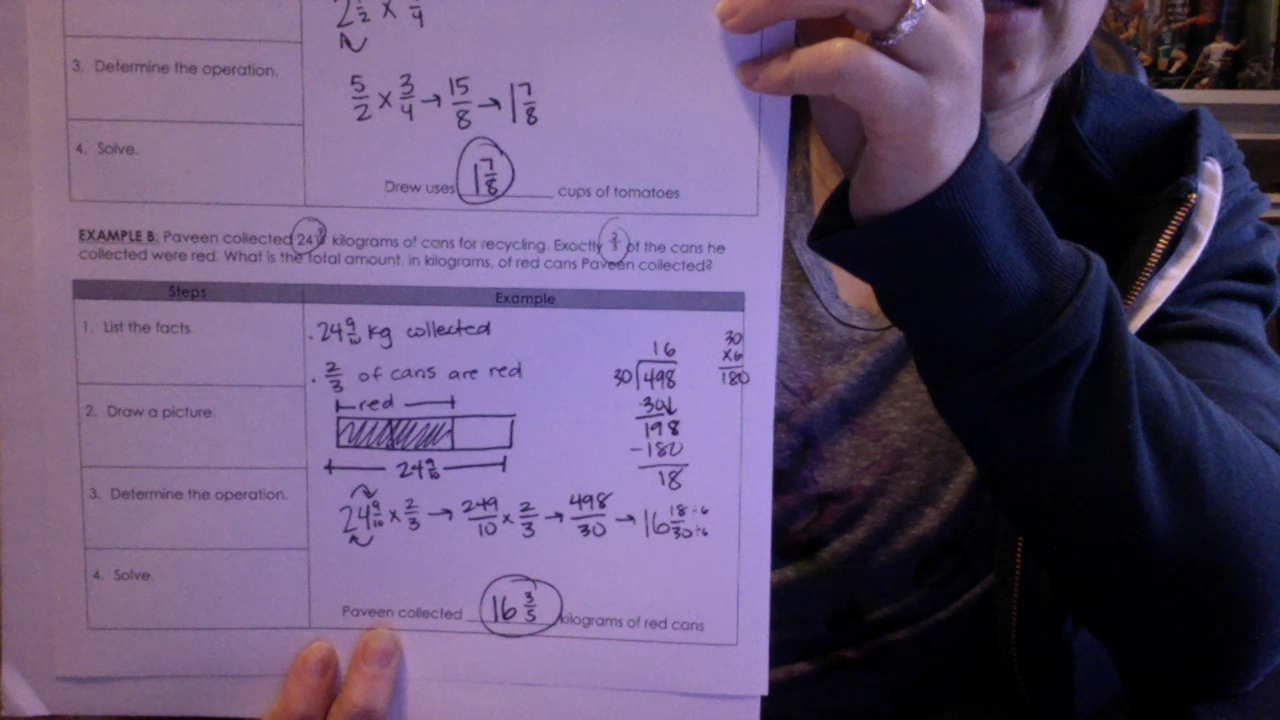 2 1/2 × 3/4
3. Determine the operation.
5/2 × 3/4 → 15/8 → 1 7/8
4. Solve.
Drew uses 1 7/8 cups of tomatoes
EXAMPLE B: Paveen collected 24 9/10 kilograms of cans for recycling. Exactly 2/3 of the cans he
collected were red. What is the total amount, in kilograms, of red cans Paveen collected?
Steps
Example
1. List the facts.
. 24 9/10 kg collected
. 2/3 of cans are red
2. Draw a picture.
red
24 9/10
16
30 498
30↓
198
-180
18
30
x6
180
3. Determine the operation.
24 9/10 × 2/3 → 249/10 × 2/3 → 498/30 → 16 18÷6/30÷6
4. Solve.
Paveen collected 16 3/5 kilograms of red cans